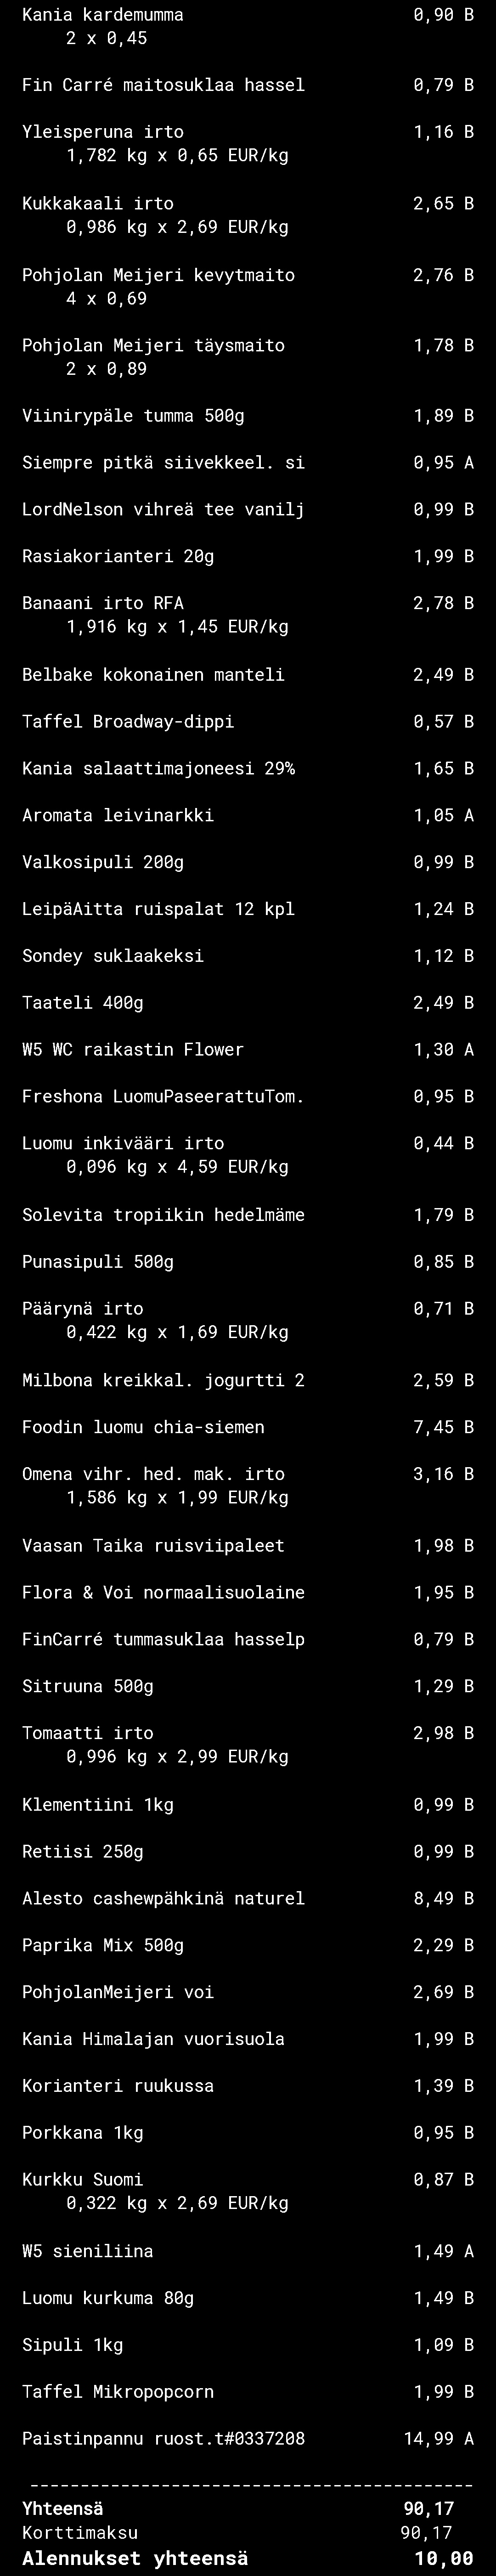 Kania kardemumma 0,90 B
2 x 0,45
Fin Carré maitosuklaa hassel 0,79 B
Yleisperuna irto 1,16 B
1,782 kg x 0,65 EUR/kg
Kukkakaali irto 2,65 B
0,986 kg x 2,69 EUR/kg
Pohjolan Meijeri kevytmaito 2,76 B
4 x 0,69
Pohjolan Meijeri täysmaito 1,78 B
2 x 0,89
Viinirypäle tumma 500g 1,89 B
Siempre pitkä siivekkeel. si 0,95 A
LordNelson vihreä tee vanilj 0,99 B
Rasiakorianteri 20g 1,99 B
Banaani irto RFA 2,78 B
1,916 kg x 1,45 EUR/kg
Belbake kokonainen manteli 2,49 B
Taffel Broadway-dippi 0,57 B
Kania salaattimajoneesi 29% 1,65 B
Aromata leivinarkki 1,05 A
Valkosipuli 200g 0,99 B
LeipäAitta ruispalat 12 kpl 1,24 B
Sondey suklaakeksi 1,12 B
Taateli 400g 2,49 B
W5 WC raikastin Flower 1,30 A
Freshona LuomuPaseerattuTom. 0,95 B
Luomu inkivääri irto 0,44 B
0,096 kg x 4,59 EUR/kg
Solevita tropiikin hedelmäme 1,79 B
Punasipuli 500g 0,85 B
Päärynä irto 0,71 B
0,422 kg x 1,69 EUR/kg
Milbona kreikkal. jogurtti 2 2,59 B
Foodin luomu chia-siemen 7,45 B
Omena vihr. hed. mak. irto 3,16 B
1,586 kg x 1,99 EUR/kg
Vaasan Taika ruisviipaleet 1,98 B
Flora & Voi normaalisuolaine 1,95 B
FinCarré tummasuklaa hasselp 0,79 B
Sitruuna 500g 1,29 B
Tomaatti irto 2,98 B
0,996 kg x 2,99 EUR/kg
Klementiini 1kg 0,99 B
Retiisi 250g 0,99 B
Alesto cashewpähkinä naturel 8,49 B
Paprika Mix 500g 2,29 B
PohjolanMeijeri voi 2,69 B
Kania Himalajan vuorisuola 1,99 B
Korianteri ruukussa 1,39 B
Porkkana 1kg 0,95 B
Kurkku Suomi 0,87 B
0,322 kg x 2,69 EUR/kg
W5 sieniliina 1,49 A
Luomu kurkuma 80g 1,49 B
Sipuli 1kg 1,09 B
Taffel Mikropopcorn 1,99 B
Paistinpannu ruost.t#0337208 14,99 A
--------------------------------------------
Yhteensä 90,17
Korttimaksu 90,17
Alennukset yhteensä 10,00